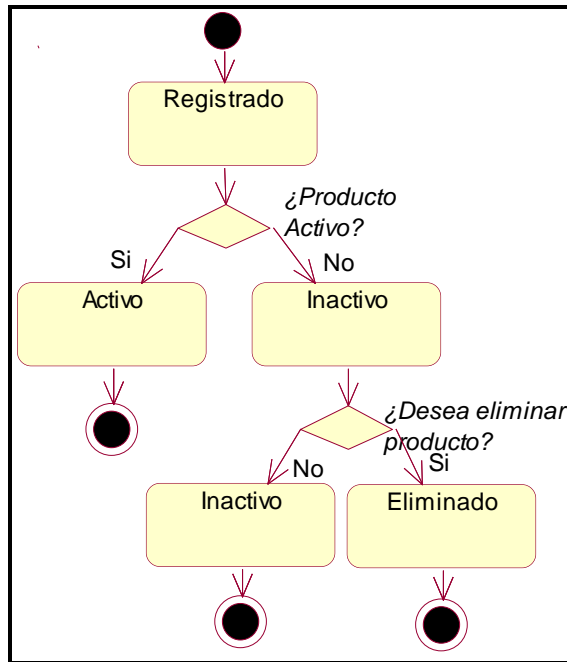 Registrado
¿Producto
Activo?
Si
No
Activo
Inactivo
¿Desea eliminar
producto?
No
Si
Inactivo
Eliminado